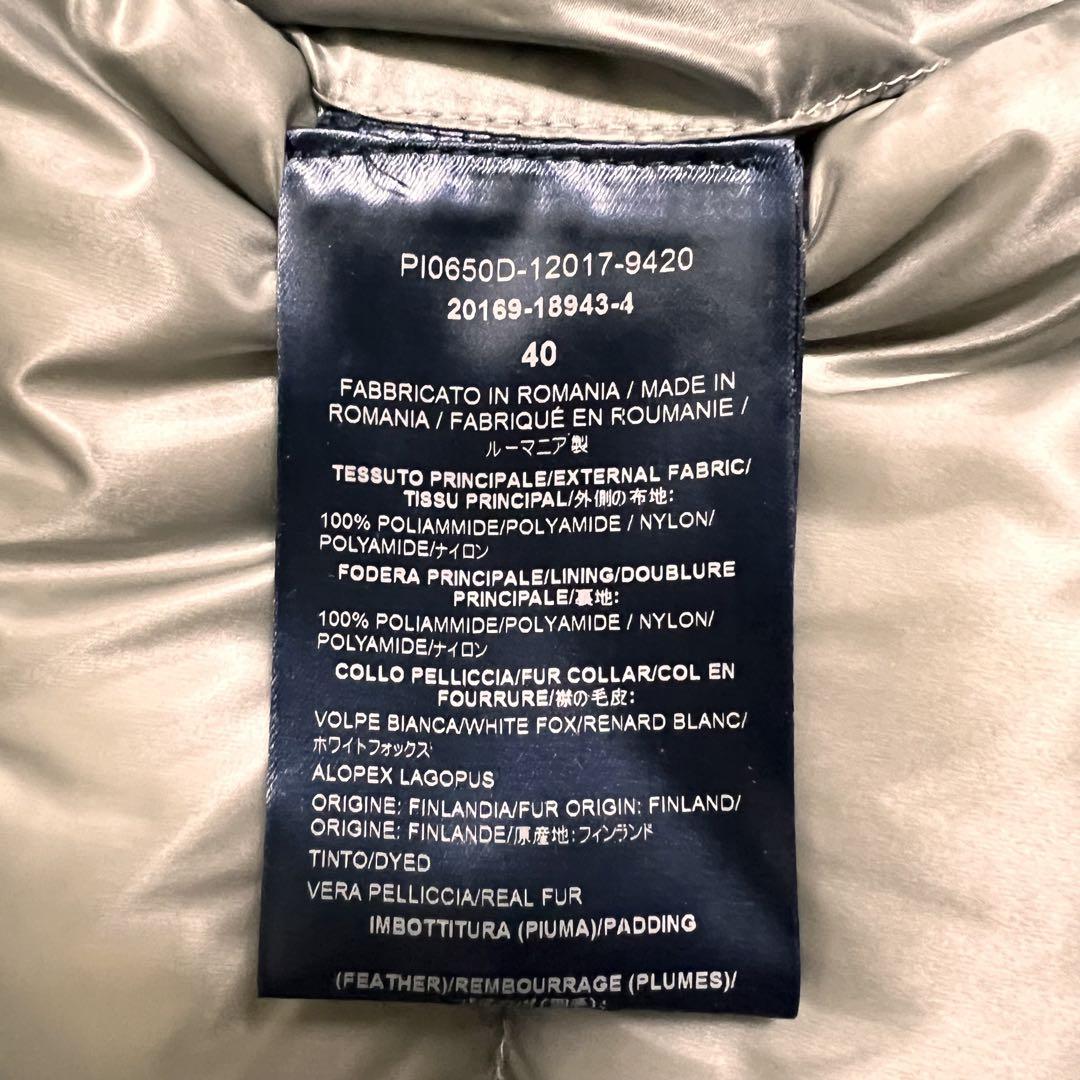 PI0650D-12017-9420
20169-18943-4
40
FABBRICATO IN ROMANIA / MADE IN
ROMANIA / FABRIQUÉ EN ROUMANIE /
ルーマニア製
TESSUTO PRINCIPALE/EXTERNAL FABRIC/
TISSU PRINCIPAL/外側の布地:
100% POLIAMMIDE/POLYAMIDE / NYLON/
POLYAMIDE/ナイロン
FODERA PRINCIPALE/LINING/DOUBLURE
PRINCIPALE/裏地:
100% POLIAMMIDE/POLYAMIDE / NYLON/
POLYAMIDE/ナイロン
COLLO PELLICCIA/FUR COLLAR/COL EN
FOURRURE/襟の毛皮:
VOLPE BIANCA/WHITE FOX/RENARD BLANC/
ホワイトフォックス
ALOPEX LAGOPUS
ORIGINE: FINLANDIA/FUR ORIGIN: FINLAND/
ORIGINE: FINLANDE/原産地:フィンランド
TINTO/DYED
VERA PELLICCIA/REAL FUR
IMBOTTITURA (PIUMA)/PADDING
(FEATHER)/REMBOURRAGE (PLUMES)/